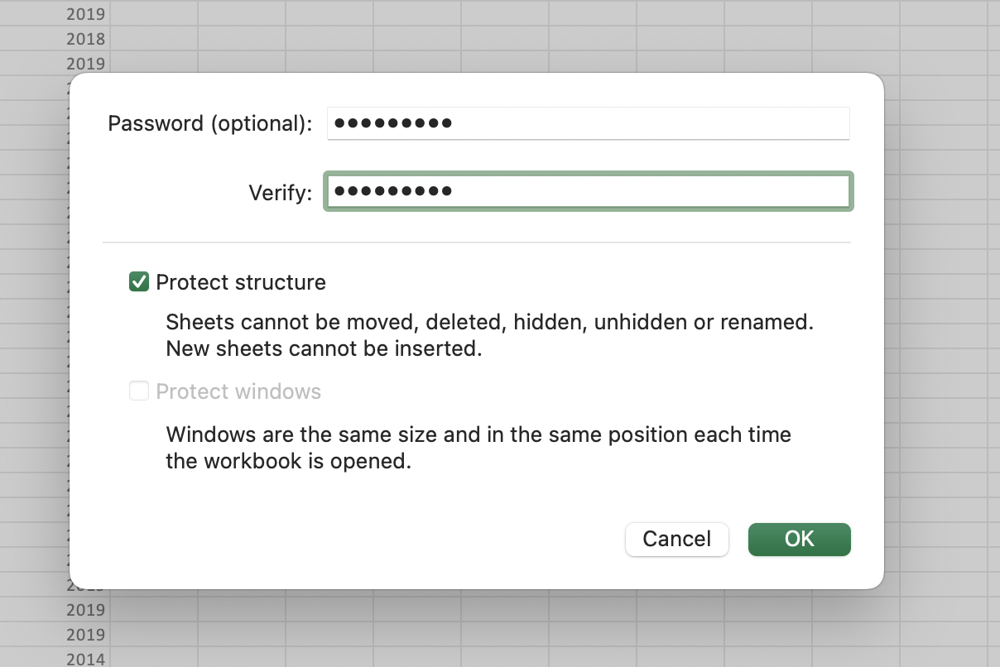 2019
2018
2019
Password (optional): •••••••••
Verify: •••••••••
Protect structure
Sheets cannot be moved, deleted, hidden, unhidden or renamed.
New sheets cannot be inserted.
Protect windows
Windows are the same size and in the same position each time
the workbook is opened.
Cancel OK
2019
2019
2014